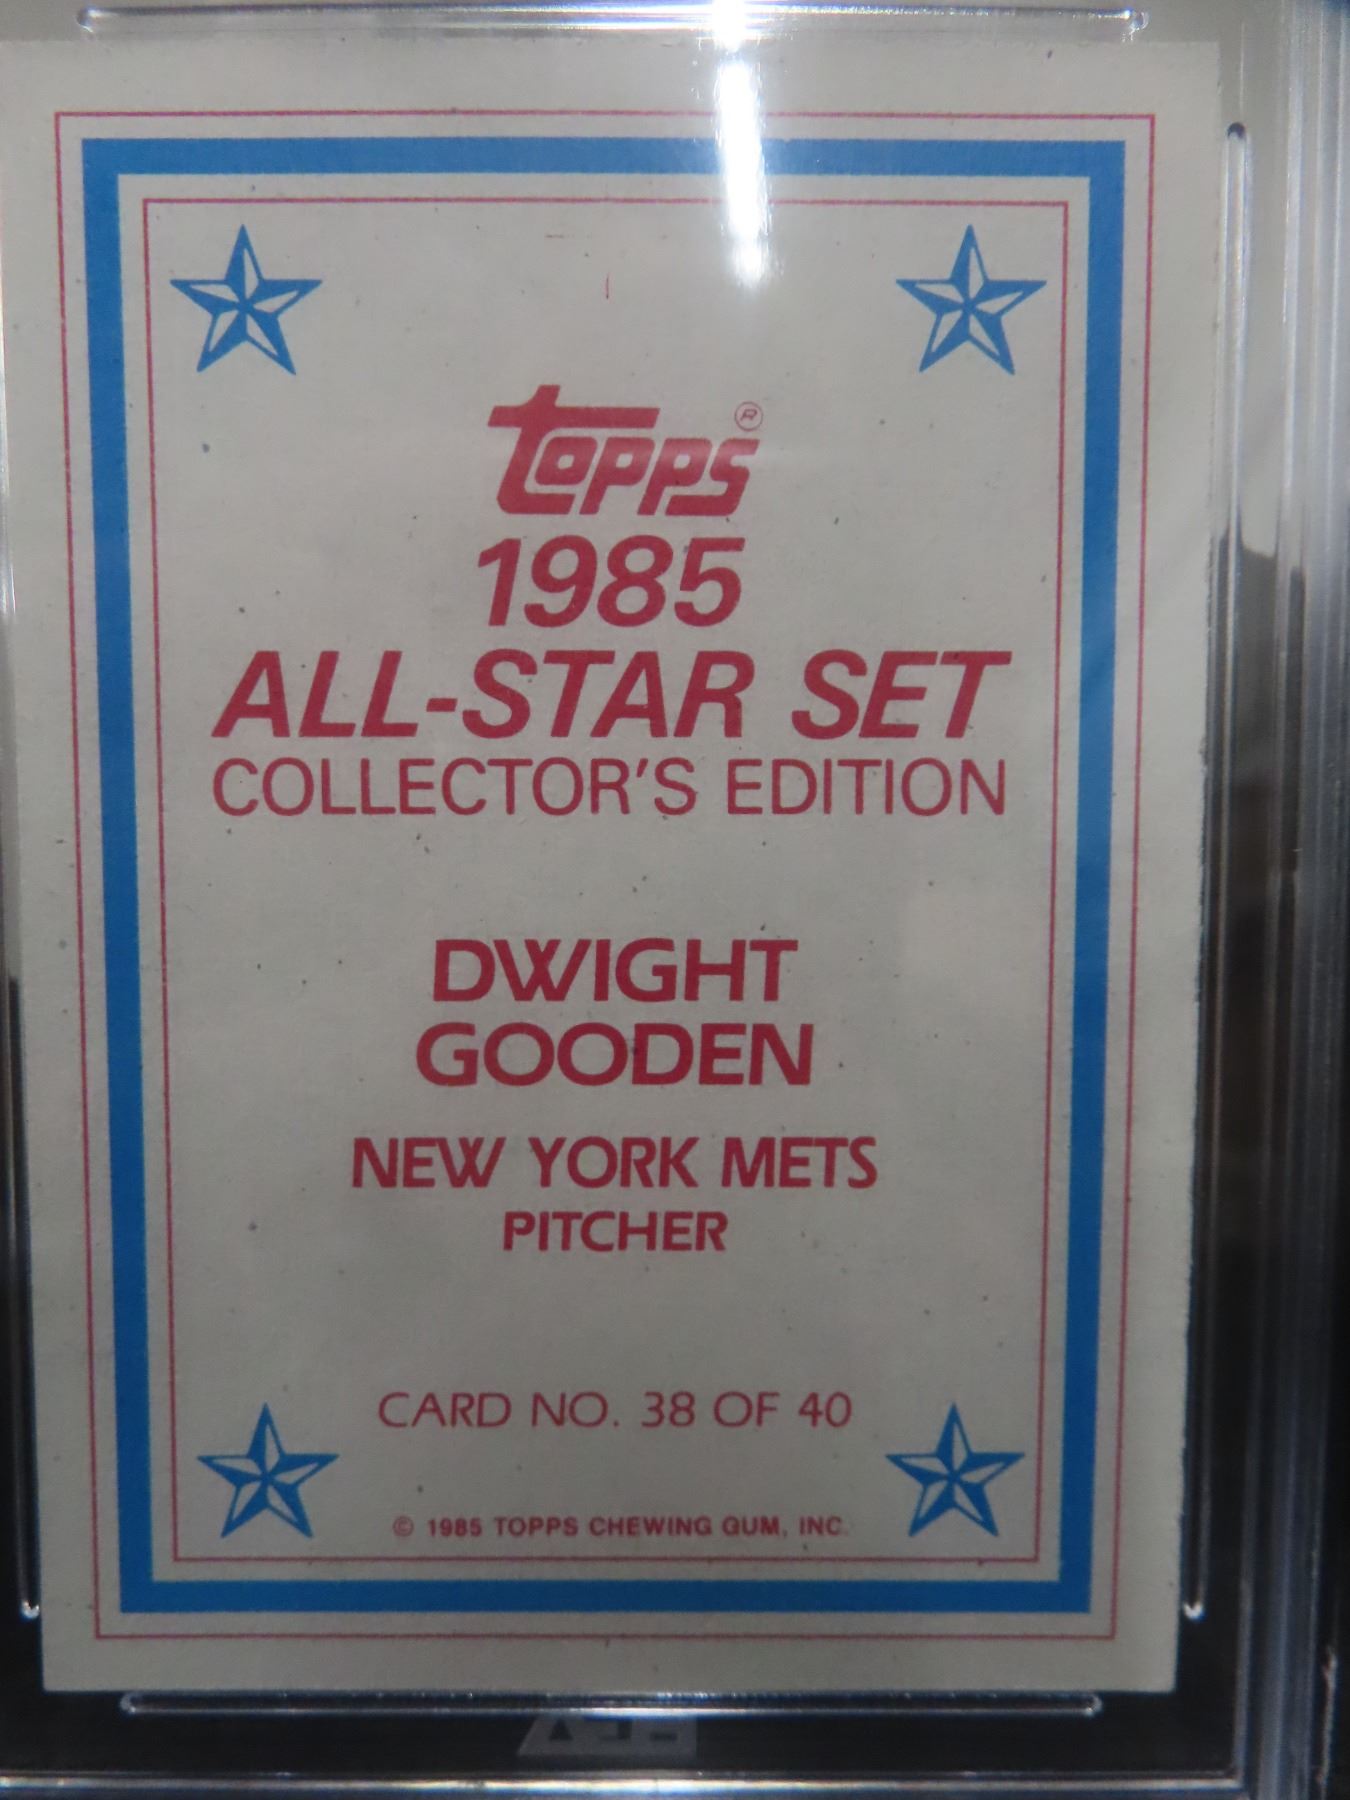 Topps ®
1985
ALL-STAR SET
COLLECTOR'S EDITION
DWIGHT
GOODEN
NEW YORK METS
PITCHER
CARD NO. 38 OF 40
© 1985 TOPPS CHEWING GUM, INC.